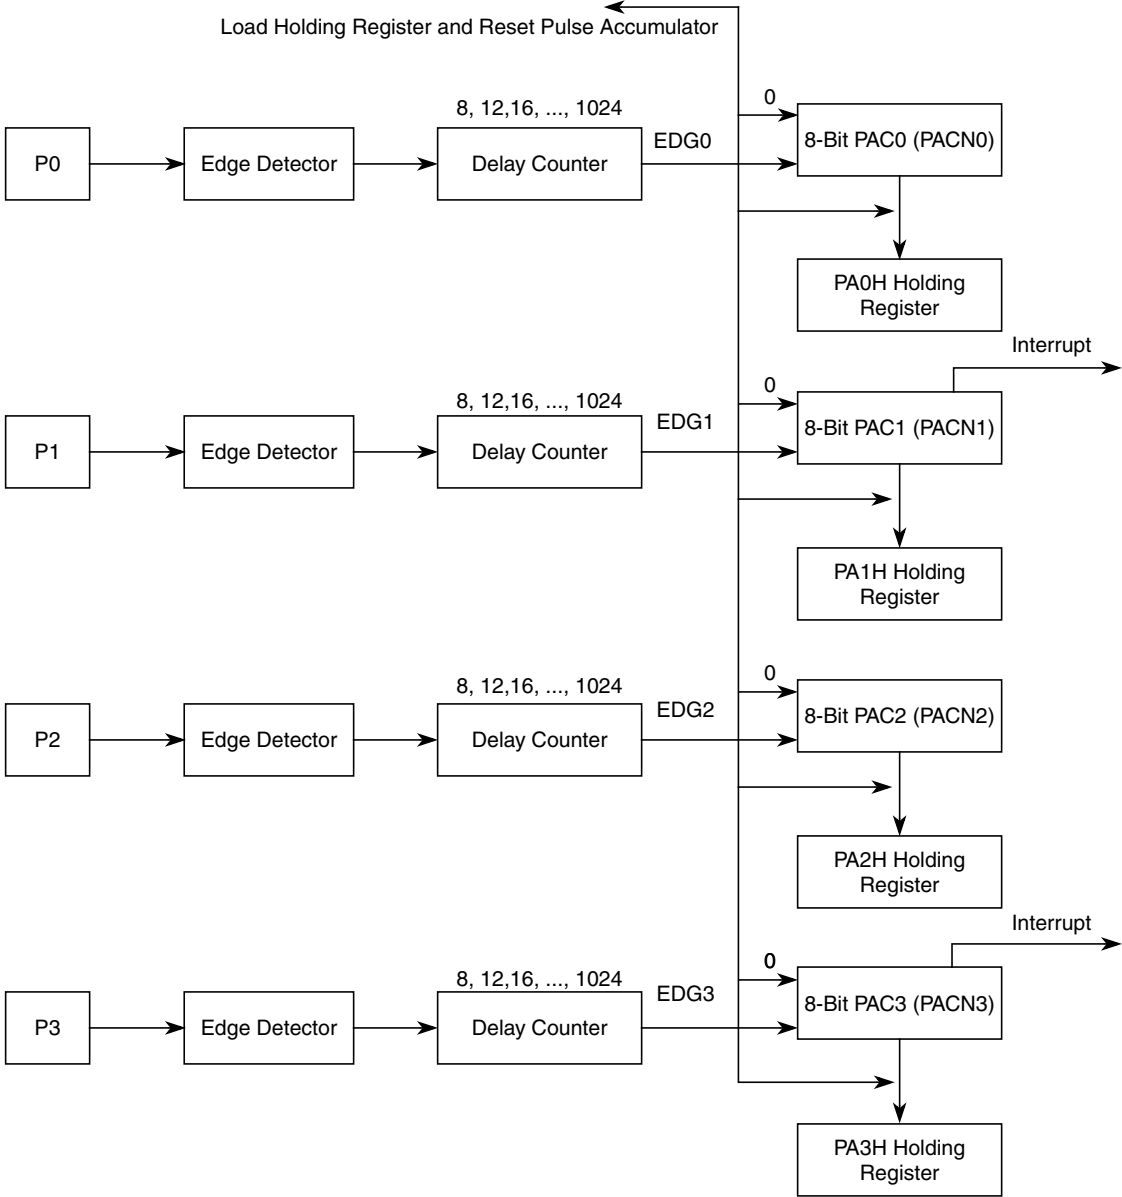 Load Holding Register and Reset Pulse Accumulator
0
8, 12,16, ..., 1024
EDG0
8-Bit PAC0 (PACN0)
P0
Edge Detector
Delay Counter
PA0H Holding
Register
Interrupt
0
8, 12,16, ..., 1024
EDG1
8-Bit PAC1 (PACN1)
P1
Edge Detector
Delay Counter
PA1H Holding
Register
0
8, 12,16, ..., 1024
EDG2
8-Bit PAC2 (PACN2)
P2
Edge Detector
Delay Counter
PA2H Holding
Register
Interrupt
0
8, 12,16, ..., 1024
EDG3
8-Bit PAC3 (PACN3)
P3
Edge Detector
Delay Counter
PA3H Holding
Register